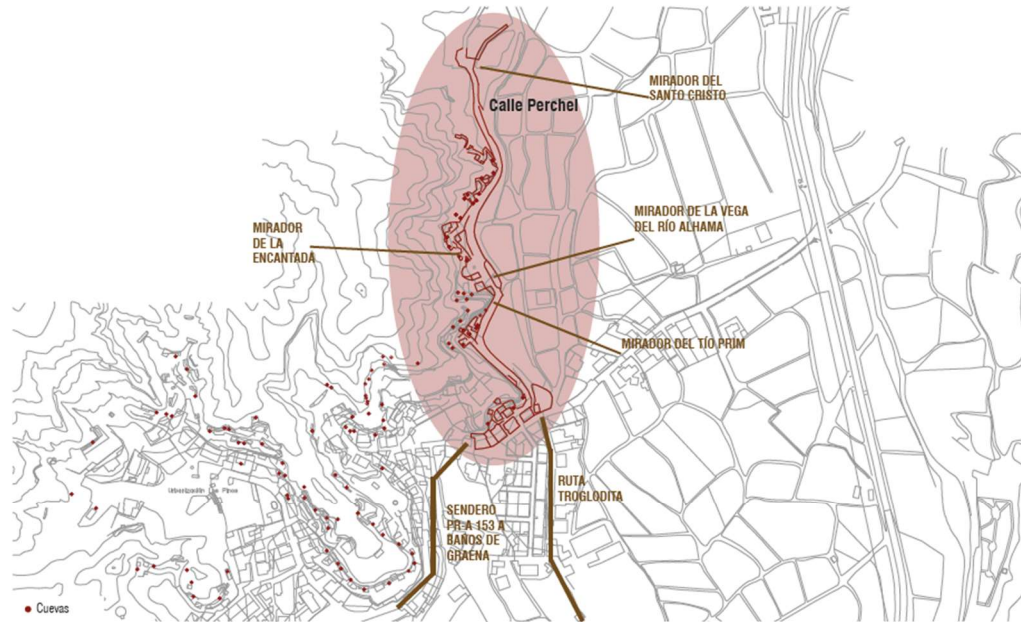 MIRADOR DEL
SANTO CRISTO
Calle Perchel
MIRADOR DE LA VEGA
DEL RÍO ALHAMA
MIRADOR
DE LA
ENCANTADA
MIRADOR DEL TÍO PRIM
RUTA
TROGLODITA
SENDERO
PR-A 153 A
BAÑOS DE
GRAENA
Cuevas